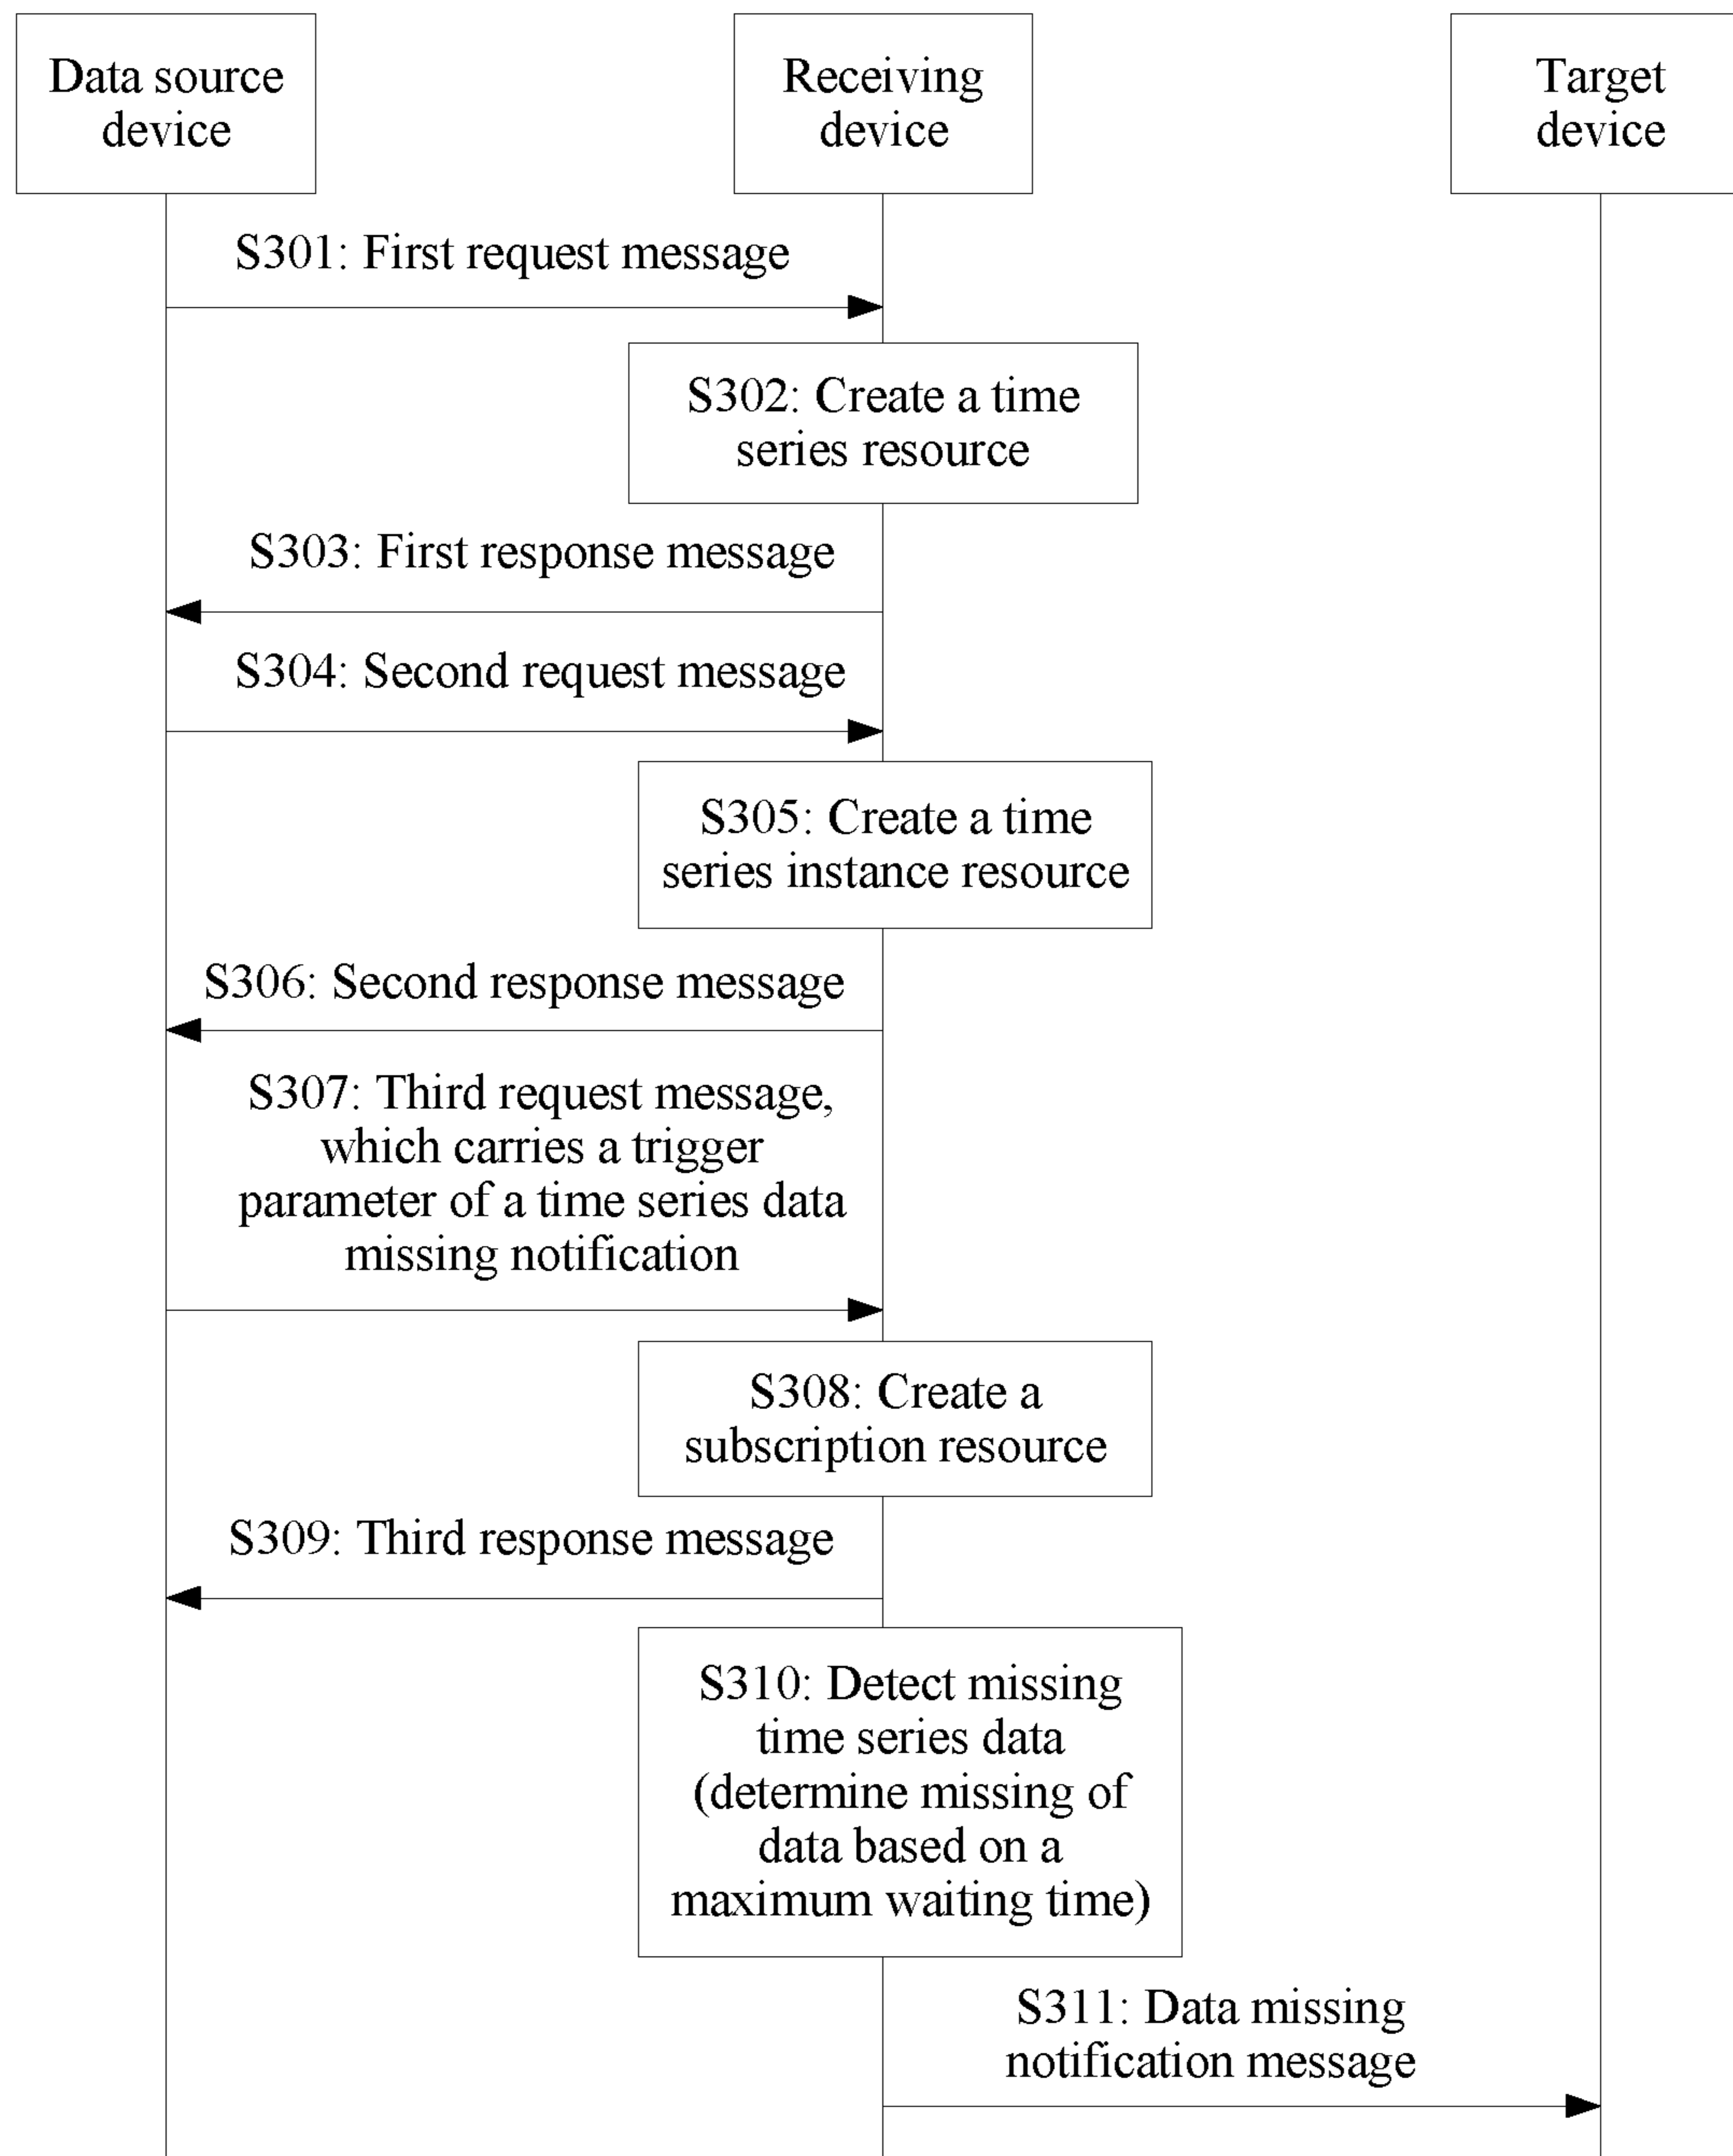 Data source
device
Receiving
device
Target
device
S301: First request message
S302: Create a time
series resource
S303: First response message
S304: Second request message
S305: Create a time
series instance resource
S306: Second response message
S307: Third request message,
which carries a trigger
parameter of a time series data
missing notification
S308: Create a
subscription resource
S309: Third response message
S310: Detect missing
time series data
(determine missing of
data based on a
maximum waiting time)
S311: Data missing
notification message